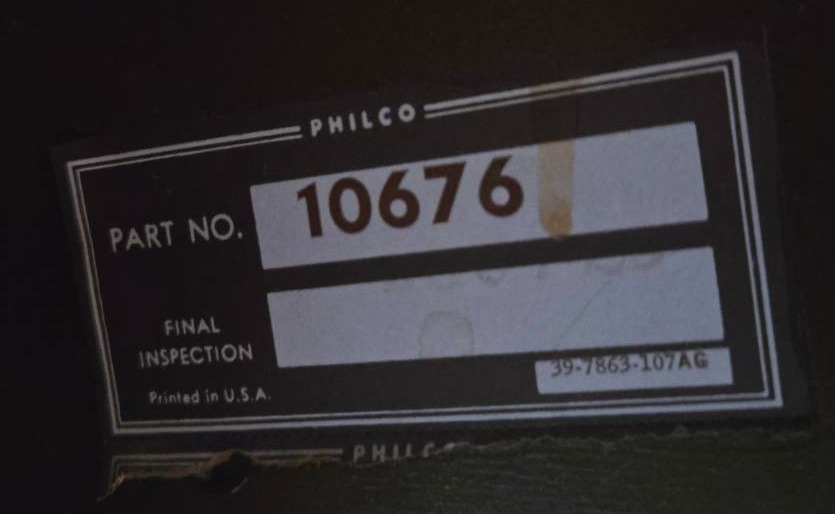 PHILCO
PART NO. 10676
FINAL
INSPECTION
39-7863-107AG
Printed in U.S.A.